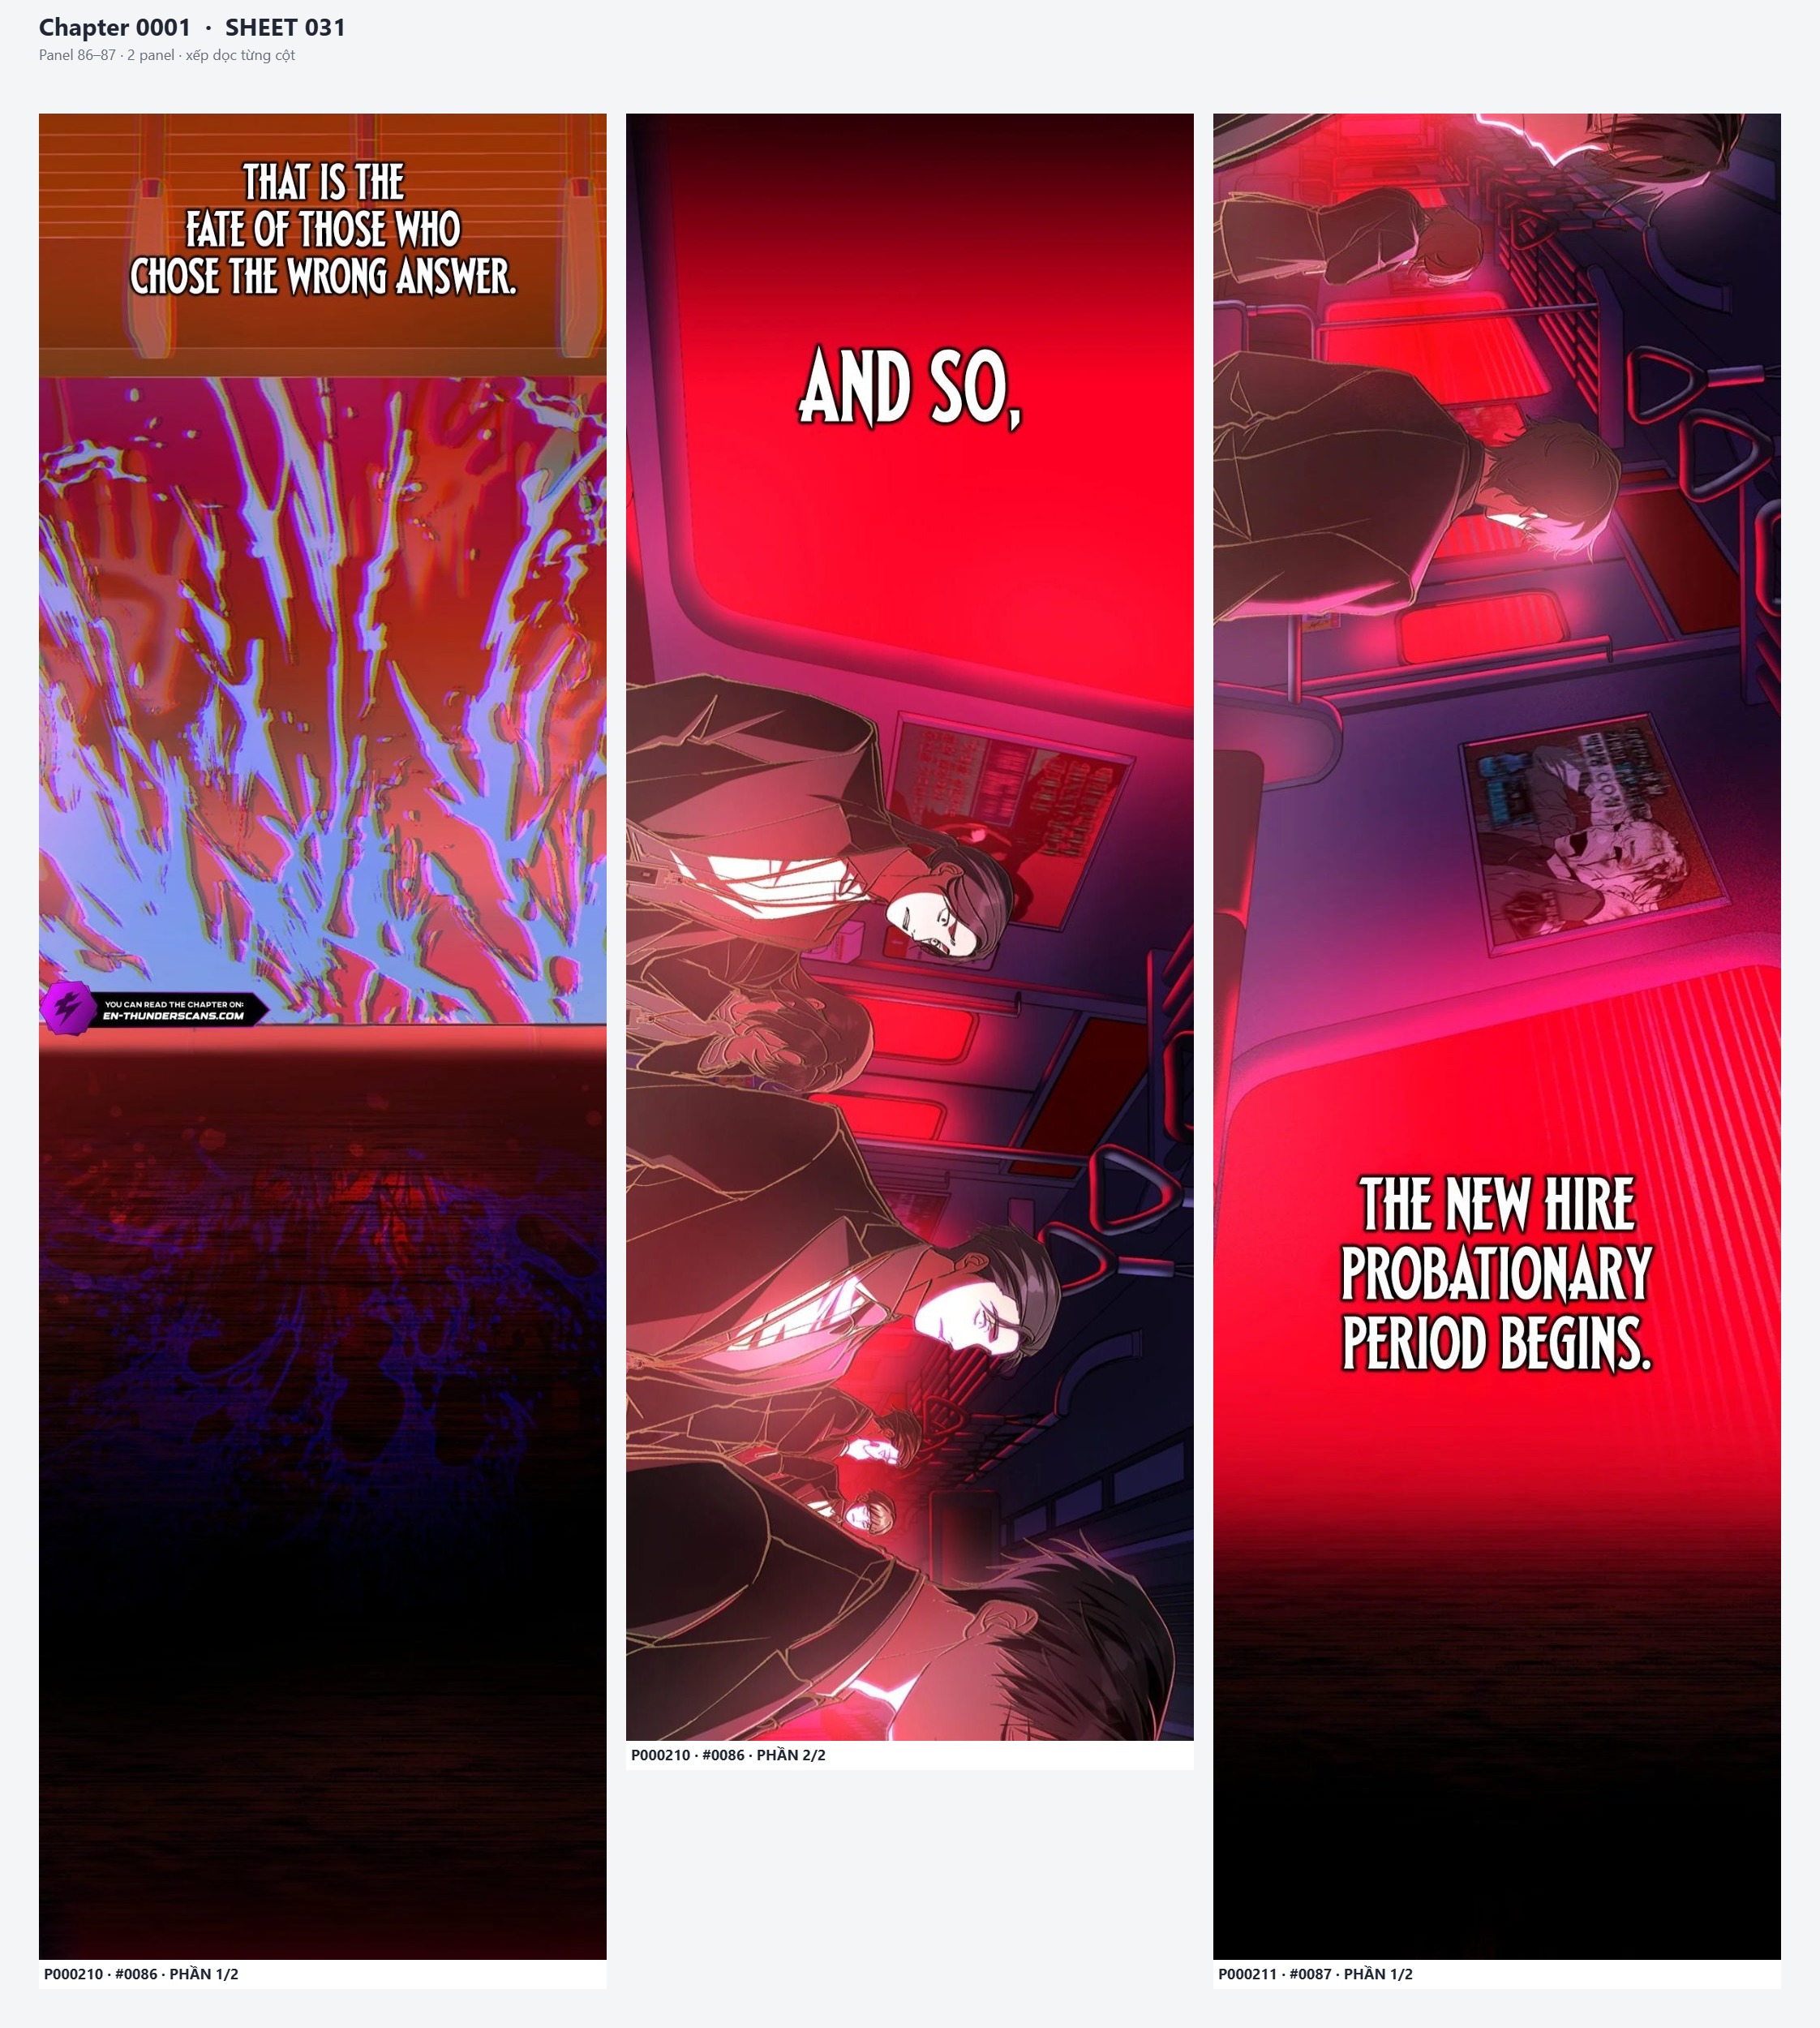 Chapter 0001 · SHEET 031
Panel 86–87 · 2 panel · xếp dọc từng cột
THAT IS THE
FATE OF THOSE WHO
CHOSE THE WRONG ANSWER.
YOU CAN READ THE CHAPTER ON:
EN-THUNDERSCANS.COM
P000210 · #0086 · PHẦN 1/2
AND SO,
P000210 · #0086 · PHẦN 2/2
THE NEW HIRE
PROBATIONARY
PERIOD BEGINS.
P000211 · #0087 · PHẦN 1/2